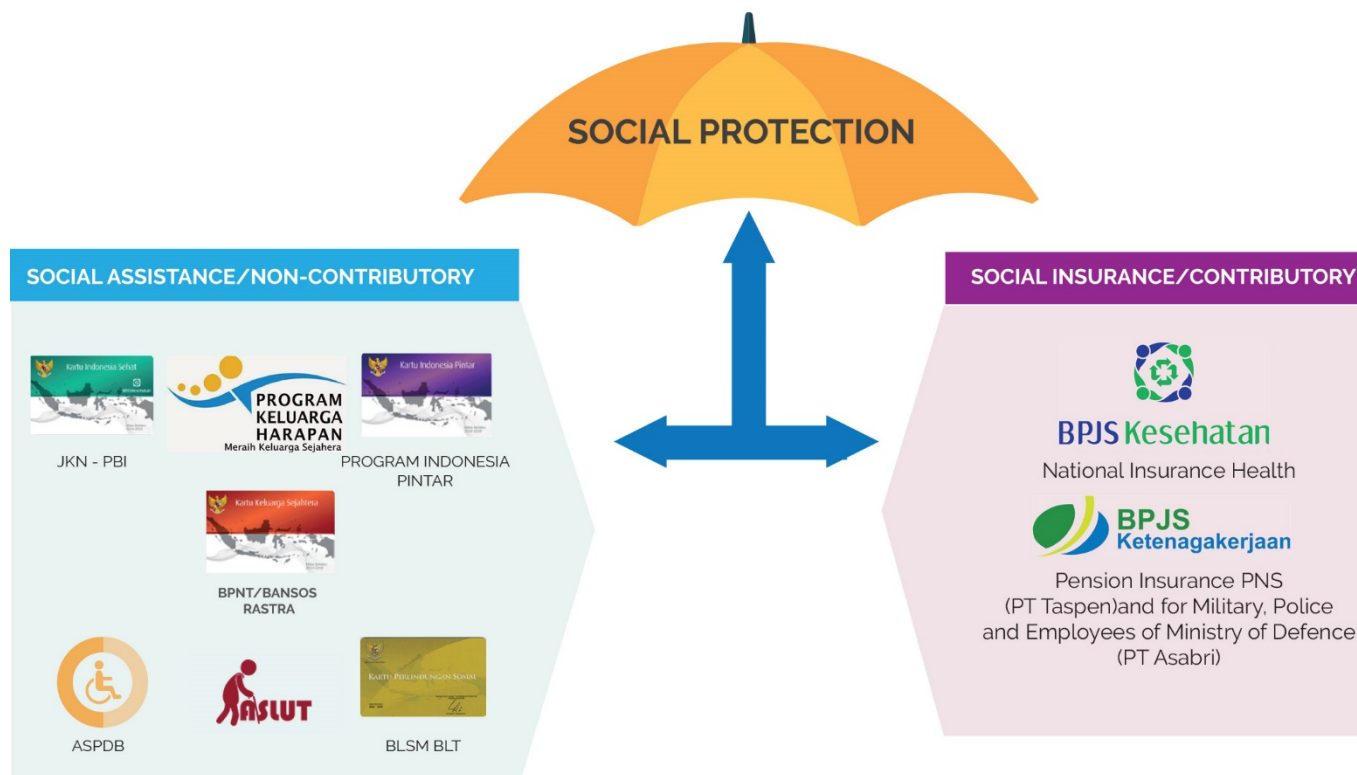 SOCIAL PROTECTION
SOCIAL ASSISTANCE/NON-CONTRIBUTORY
Kartu Indonesia Sehat
JKN - PBI
PROGRAM
KELUARGA
HARAPAN
Meraih Keluarga Sejahera
Kartu Indonesia Pintar
PROGRAM INDONESIA
PINTAR
Kartu Keluarga Sejahtera
BPNT/BANSOS
RASTRA
ASPDB
ASLUT
KARTU PERLINDUNGAN SOSIAL
BLSM BLT
SOCIAL INSURANCE/CONTRIBUTORY
BPJS Kesehatan
National Insurance Health
BPJS
Ketenagakerjaan
Pension Insurance PNS
(PT Taspen)and for Military, Police
and Employees of Ministry of Defence
(PT Asabri)